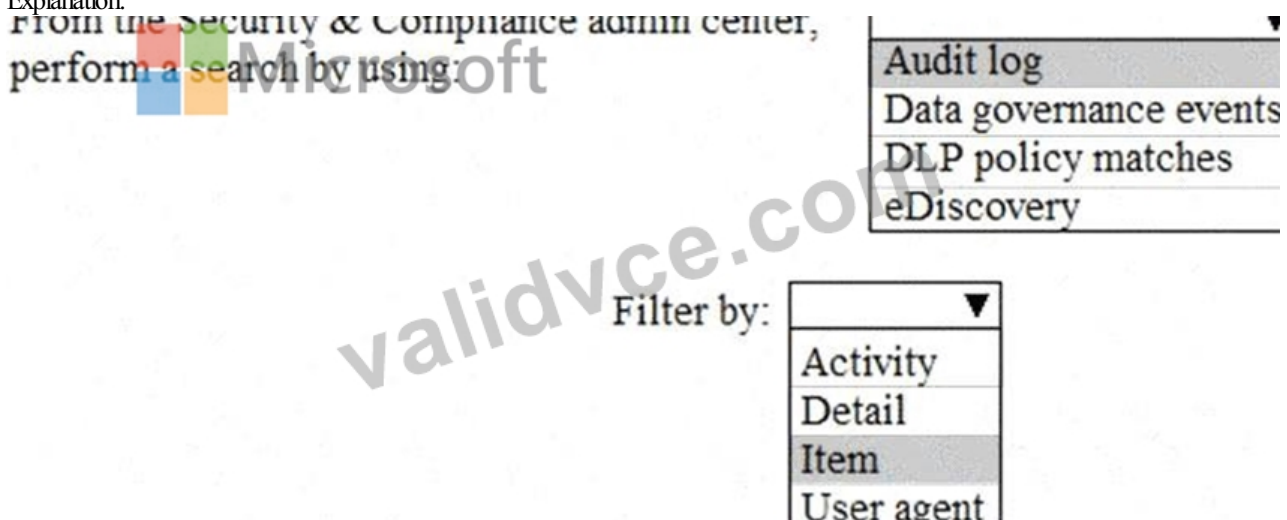 Explanation:
From the Security & Compliance admin center,
perform a search by using:
Microsoft
Audit log
Data governance events
DLP policy matches
eDiscovery
validvce.com
Filter by:
Activity
Detail
Item
User agent